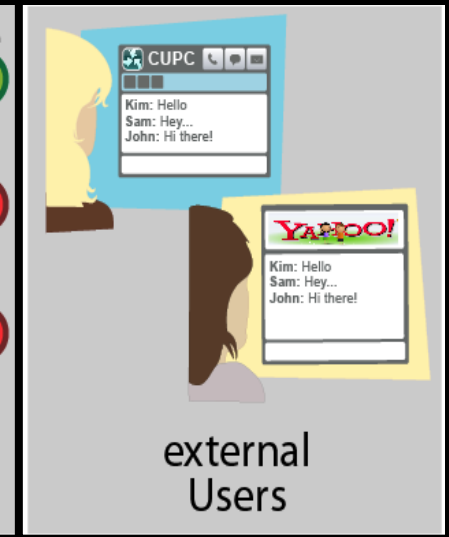 CUPC
Kim: Hello
Sam: Hey...
John: Hi there!
YAHOO!
Kim: Hello
Sam: Hey...
John: Hi there!
external
Users